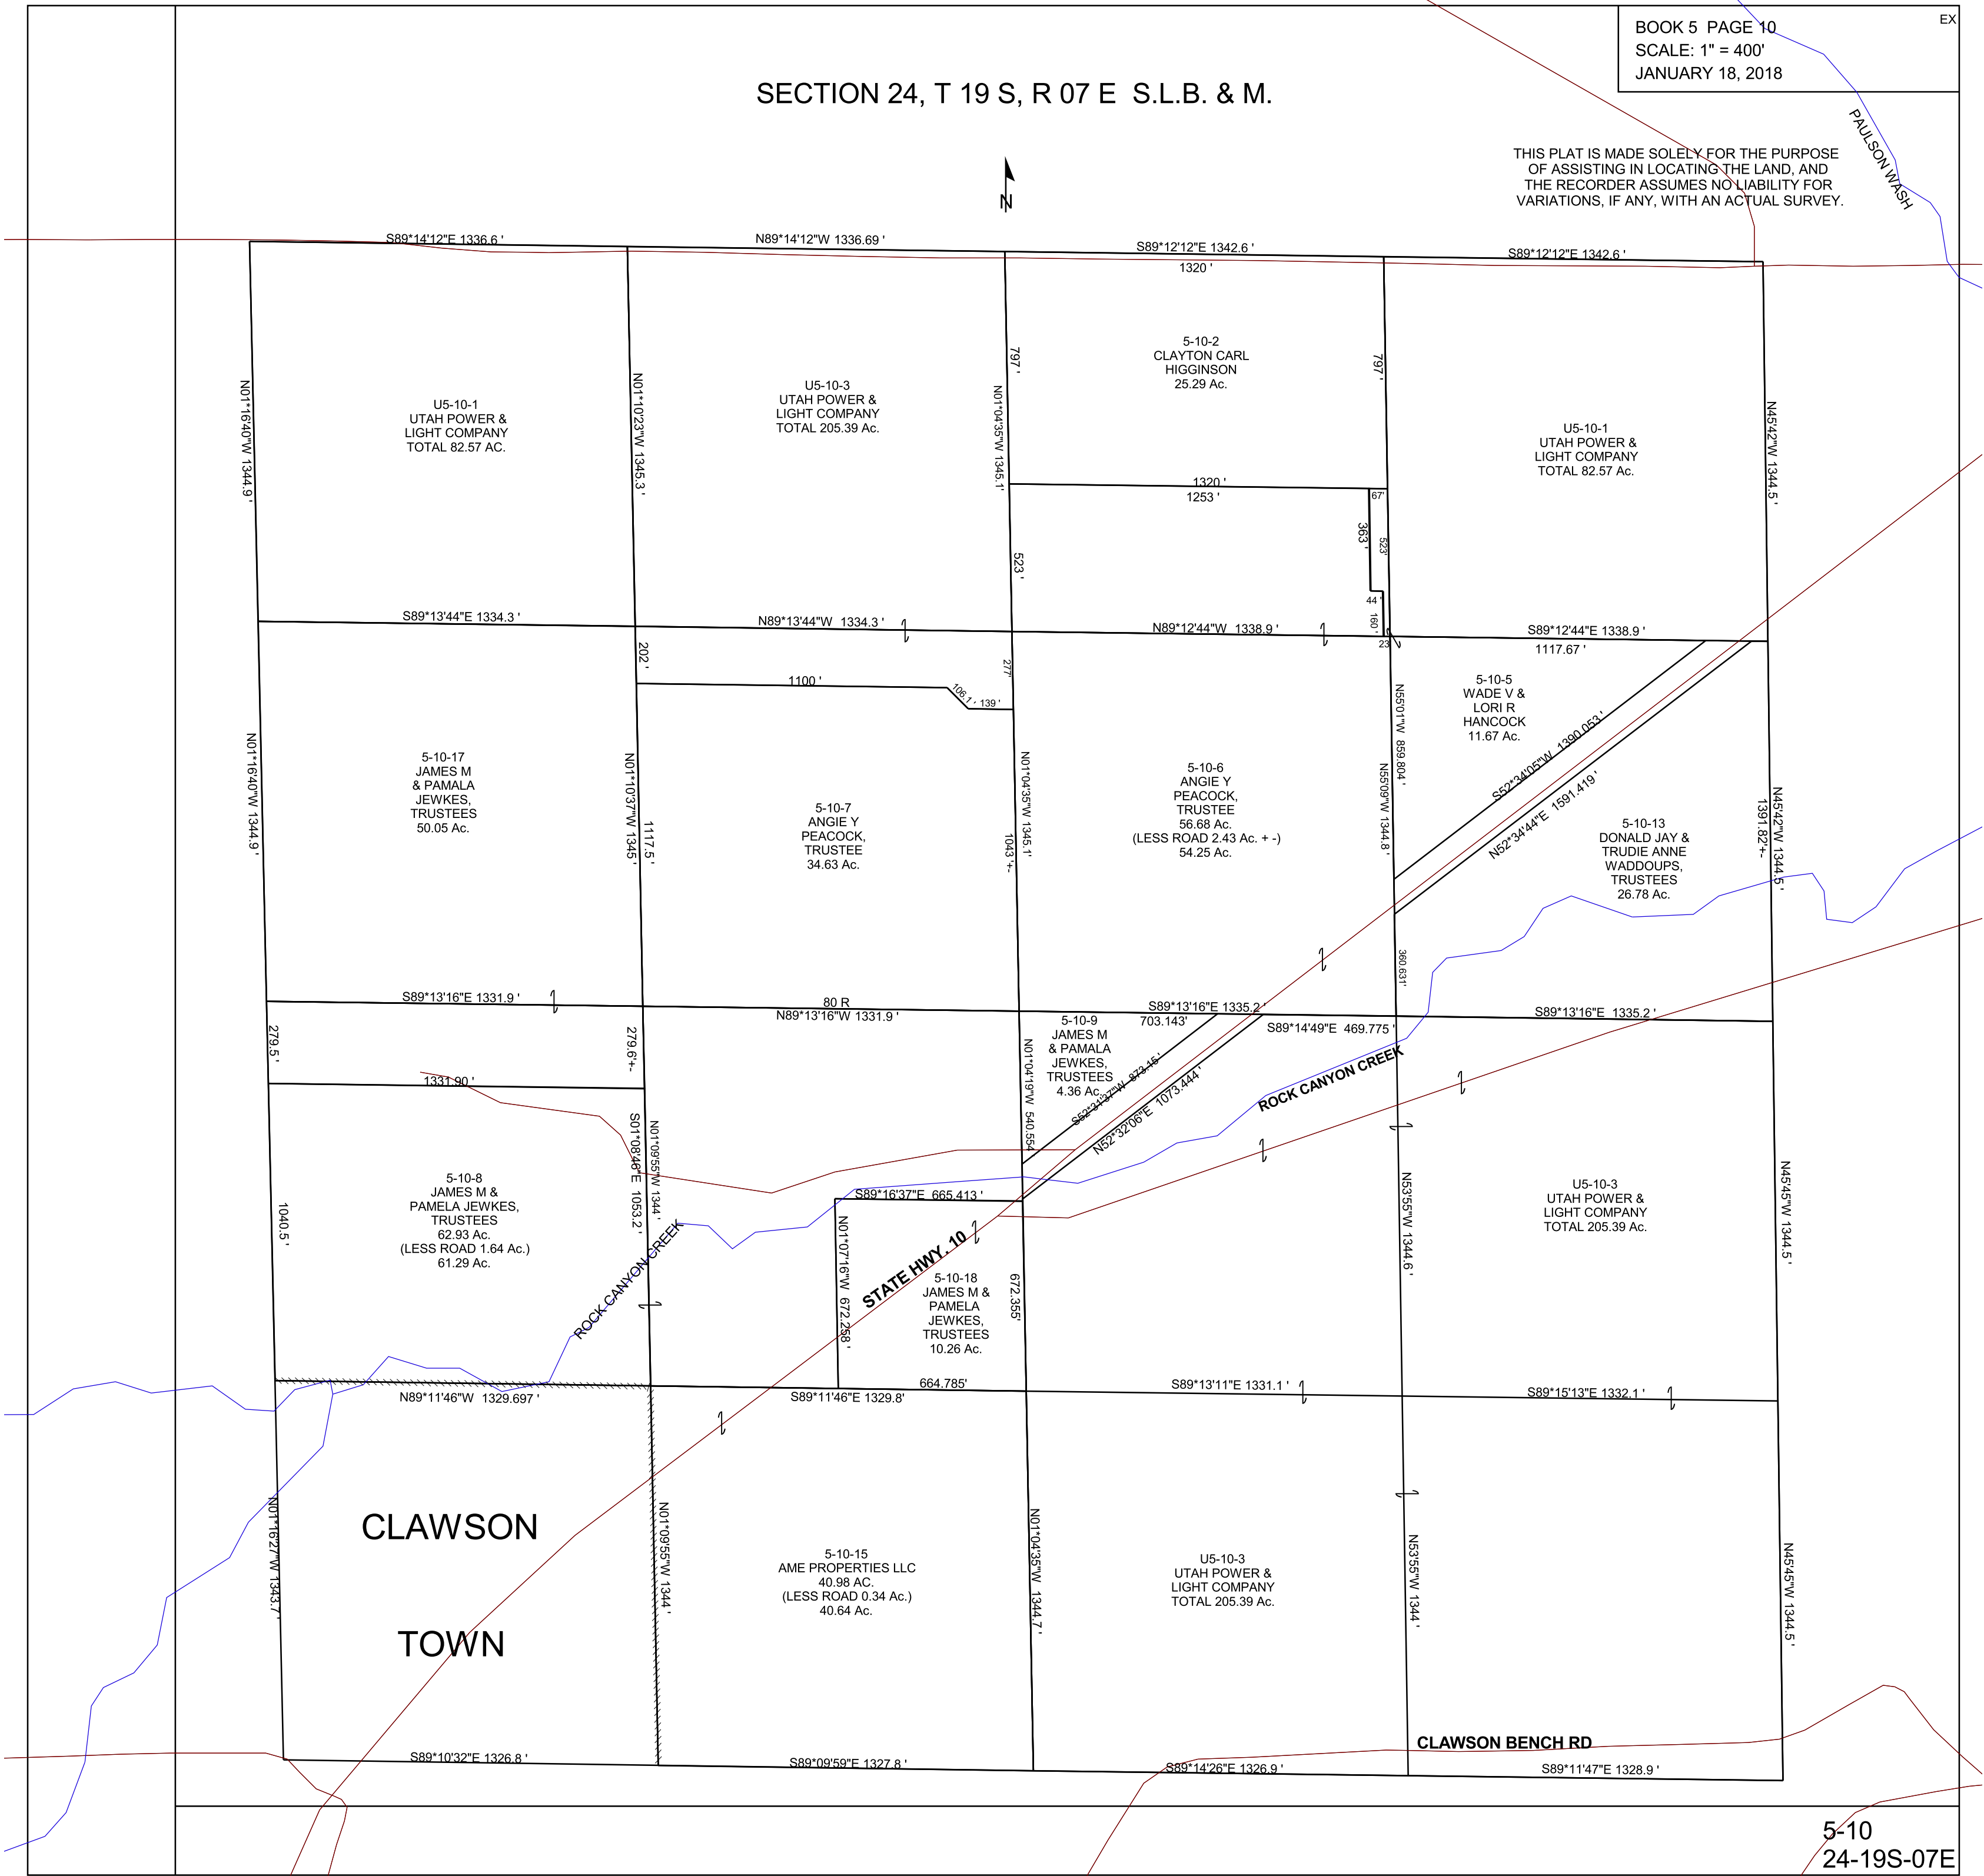 EX
BOOK 5 PAGE 10
SCALE: 1" = 400'
JANUARY 18, 2018
SECTION 24, T 19 S, R 07 E S.L.B. & M.
PAULSON WASH
THIS PLAT IS MADE SOLELY FOR THE PURPOSE
OF ASSISTING IN LOCATING THE LAND, AND
THE RECORDER ASSUMES NO LIABILITY FOR
VARIATIONS, IF ANY, WITH AN ACTUAL SURVEY.
N
S89*14'12"E 1336.6 '
N89*14'12"W 1336.69 '
S89*12'12"E 1342.6 '
S89*12'12"E 1342.6 '
1320 '
N01*16'40"W 1344.9 '
U5-10-1
UTAH POWER &
LIGHT COMPANY
TOTAL 82.57 AC.
N01*10'23"W 1345.3 '
U5-10-3
UTAH POWER &
LIGHT COMPANY
TOTAL 205.39 Ac.
N01*04'35"W 1345.1'
797 '
5-10-2
CLAYTON CARL
HIGGINSON
25.29 Ac.
797 '
U5-10-1
UTAH POWER &
LIGHT COMPANY
TOTAL 82.57 Ac.
N45'42"W 1344.5 '
1320 '
1253 '
67'
363 '
523'
523 '
44 '
160 '
23
S89*13'44"E 1334.3 '
N89*13'44"W 1334.3 '
N89*12'44"W 1338.9 '
S89*12'44"E 1338.9 '
1117.67 '
202 '
277'
1100 '
106.1 '
139 '
N01*16'40"W 1344.9 '
5-10-17
JAMES M
& PAMALA
JEWKES,
TRUSTEES
50.05 Ac.
N01*10'37"W 1345 '
1117.5 '
5-10-7
ANGIE Y
PEACOCK,
TRUSTEE
34.63 Ac.
N01*04'35"W 1345.1'
1043 '+-
5-10-6
ANGIE Y
PEACOCK,
TRUSTEE
56.68 Ac.
(LESS ROAD 2.43 Ac. + -)
54.25 Ac.
N55'01"W 859.804 '
N55'09"W 1344.8 '
5-10-5
WADE V &
LORI R
HANCOCK
11.67 Ac.
S52*34'05"W 1390.053 '
N52*34'44"E 1591.419 '
5-10-13
DONALD JAY &
TRUDIE ANNE
WADDOUPS,
TRUSTEES
26.78 Ac.
1391.82'+-
N45'42"W 1344.5 '
360.631'
S89*13'16"E 1331.9 '
80 R
N89*13'16"W 1331.9 '
S89*13'16"E 1335.2 '
703.143'
S89*14'49"E 469.775 '
S89*13'16"E 1335.2 '
279.5 '
279.6'+-
1331.90 '
5-10-9
JAMES M
& PAMALA
JEWKES,
TRUSTEES
4.36 Ac.
N01*04'19"W 540.554
S52*31'37"W 873.15 '
N52*32'06"E 1073.444 '
ROCK CANYON CREEK
1040.5 '
5-10-8
JAMES M &
PAMELA JEWKES,
TRUSTEES
62.93 Ac.
(LESS ROAD 1.64 Ac.)
61.29 Ac.
S01*08'46"E 1053.2 '
N01*09'55"W 1344 '
ROCK CANYON CREEK
S89*16'37"E 665.413 '
N01*07'16"W 672.258 '
STATE HWY. 10
5-10-18
JAMES M &
PAMELA
JEWKES,
TRUSTEES
10.26 Ac.
672.355'
N53'55"W 1344.6 '
U5-10-3
UTAH POWER &
LIGHT COMPANY
TOTAL 205.39 Ac.
N45'45"W 1344.5 '
N89*11'46"W 1329.697 '
664.785'
S89*11'46"E 1329.8'
S89*13'11"E 1331.1 '
S89*15'13"E 1332.1 '
N01*16'27"W 1343.7 '
CLAWSON
TOWN
N01*09'55"W 1344 '
5-10-15
AME PROPERTIES LLC
40.98 AC.
(LESS ROAD 0.34 Ac.)
40.64 Ac.
N01*04'35"W 1344.7 '
U5-10-3
UTAH POWER &
LIGHT COMPANY
TOTAL 205.39 Ac.
N53'55"W 1344 '
N45'45"W 1344.5 '
CLAWSON BENCH RD
S89*10'32"E 1326.8 '
S89*09'59"E 1327.8 '
S89*14'26"E 1326.9 '
S89*11'47"E 1328.9 '
5-10
24-19S-07E